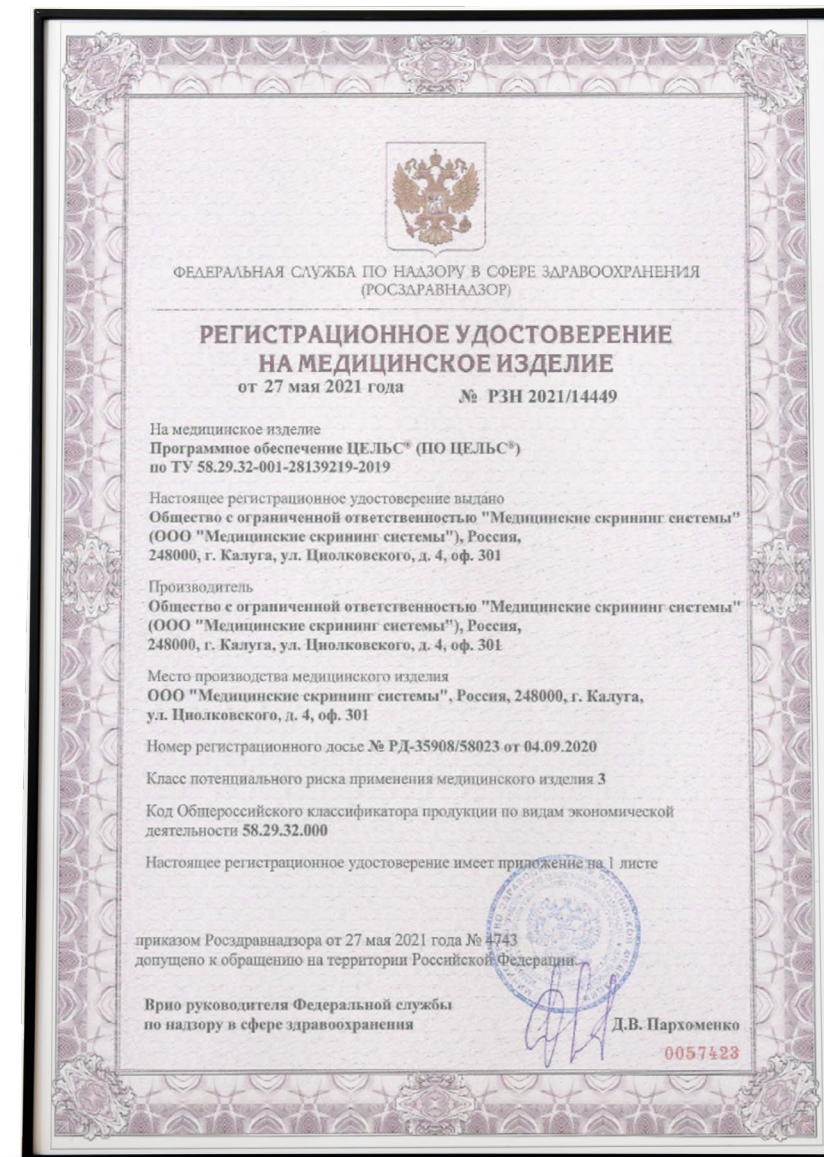 ФЕДЕРАЛЬНАЯ СЛУЖБА ПО НАДЗОРУ В СФЕРЕ ЗДРАВООХРАНЕНИЯ
(РОСЗДРАВНАДЗОР)
РЕГИСТРАЦИОННОЕ УДОСТОВЕРЕНИЕ
НА МЕДИЦИНСКОЕ ИЗДЕЛИЕ
от 27 мая 2021 года № РЗН 2021/14449
На медицинское изделие
Программное обеспечение ЦЕЛЬС® (ПО ЦЕЛЬС®)
по ТУ 58.29.32-001-28139219-2019
Настоящее регистрационное удостоверение выдано
Общество с ограниченной ответственностью "Медицинские скрининг системы"
(ООО "Медицинские скрининг системы"), Россия,
248000, г. Калуга, ул. Циолковского, д. 4, оф. 301
Производитель
Общество с ограниченной ответственностью "Медицинские скрининг системы"
(ООО "Медицинские скрининг системы"), Россия,
248000, г. Калуга, ул. Циолковского, д. 4, оф. 301
Место производства медицинского изделия
ООО "Медицинские скрининг системы", Россия, 248000, г. Калуга,
ул. Циолковского, д. 4, оф. 301
Номер регистрационного досье № РД-35908/58023 от 04.09.2020
Класс потенциального риска применения медицинского изделия 3
Код Общероссийского классификатора продукции по видам экономической
деятельности 58.29.32.000
Настоящее регистрационное удостоверение имеет приложение на 1 листе
приказом Росздравнадзора от 27 мая 2021 года № 4743
допущено к обращению на территории Российской Федерации.
Врио руководителя Федеральной службы
по надзору в сфере здравоохранения
Д.В. Пархоменко
0057423